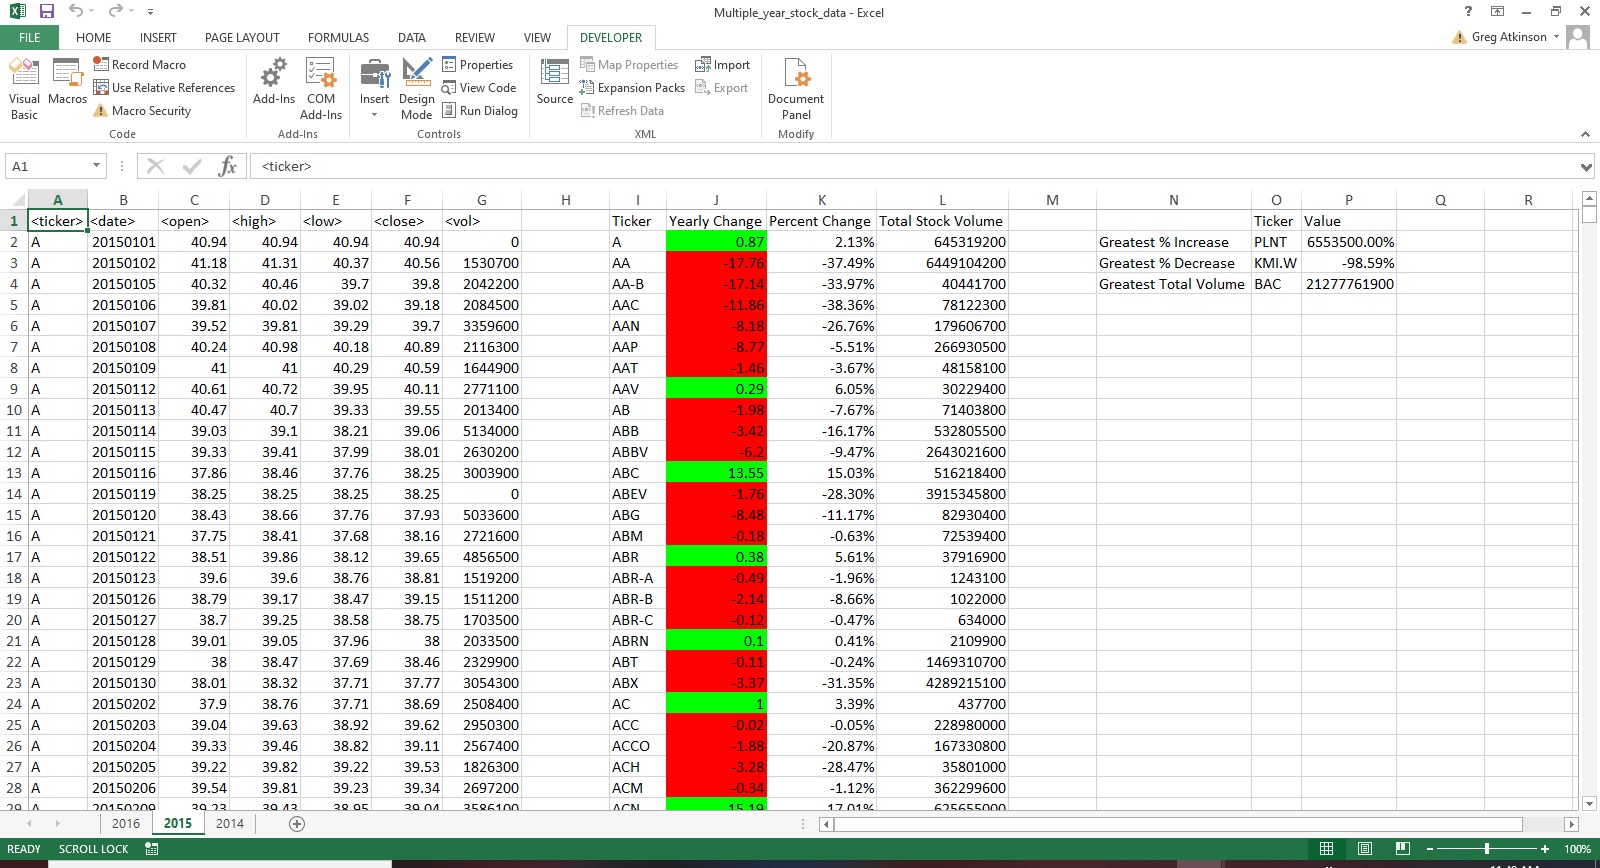 Multiple_year_stock_data - Excel
FILE HOME INSERT PAGE LAYOUT FORMULAS DATA REVIEW VIEW DEVELOPER Greg Atkinson
Visual Basic
Macros
Record Macro
Use Relative References
Macro Security
Code
Add-Ins
COM Add-Ins
Add-Ins
Insert
Design Mode
Properties
View Code
Run Dialog
Controls
Source
Map Properties
Expansion Packs
Refresh Data
Import
Export
XML
Document Panel
Modify
A1 fx <ticker>
A B C D E F G H I J K L M N O P Q R
1 <ticker> <date> <open> <high> <low> <close> <vol> Ticker Yearly Change Percent Change Total Stock Volume Ticker Value
2 A 20150101 40.94 40.94 40.94 40.94 0 A 0.87 2.13% 645319200 Greatest % Increase PLNT 6553500.00%
3 A 20150102 41.18 41.31 40.37 40.56 1530700 AA -17.76 -37.49% 6449104200 Greatest % Decrease KMI.W -98.59%
4 A 20150105 40.32 40.46 39.7 39.8 2042200 AA-B -17.14 -33.97% 40441700 Greatest Total Volume BAC 21277761900
5 A 20150106 39.81 40.02 39.02 39.18 2084500 AAC -11.86 -38.36% 78122300
6 A 20150107 39.52 39.81 39.29 39.7 3359600 AAN -8.18 -26.76% 179606700
7 A 20150108 40.24 40.98 40.18 40.89 2116300 AAP -8.77 -5.51% 266930500
8 A 20150109 41 41 40.29 40.59 1644900 AAT -1.46 -3.67% 48158100
9 A 20150112 40.61 40.72 39.95 40.11 2771100 AAV 0.29 6.05% 30229400
10 A 20150113 40.47 40.7 39.33 39.55 2013400 AB -1.98 -7.67% 71403800
11 A 20150114 39.03 39.1 38.21 39.06 5134000 ABB -3.42 -16.17% 532805500
12 A 20150115 39.33 39.41 37.99 38.01 2630200 ABBV -6.2 -9.47% 2643021600
13 A 20150116 37.86 38.46 37.76 38.25 3003900 ABC 13.55 15.03% 516218400
14 A 20150119 38.25 38.25 38.25 38.25 0 ABEV -1.76 -28.30% 3915345800
15 A 20150120 38.43 38.66 37.76 37.93 5033600 ABG -8.48 -11.17% 82930400
16 A 20150121 37.75 38.41 37.68 38.16 2721600 ABM -0.18 -0.63% 72539400
17 A 20150122 38.51 39.86 38.12 39.65 4856500 ABR 0.38 5.61% 37916900
18 A 20150123 39.6 39.6 38.76 38.81 1519200 ABR-A -0.49 -1.96% 1243100
19 A 20150126 38.79 39.17 38.47 39.15 1511200 ABR-B -2.14 -8.66% 1022000
20 A 20150127 38.7 39.25 38.58 38.75 1703500 ABR-C -0.12 -0.47% 634000
21 A 20150128 39.01 39.05 37.96 38 2033500 ABRN 0.1 0.41% 2109900
22 A 20150129 38 38.47 37.69 38.46 2329900 ABT -0.11 -0.24% 1469310700
23 A 20150130 38.01 38.32 37.71 37.77 3054300 ABX -3.37 -31.35% 4289215100
24 A 20150202 37.9 38.76 37.71 38.69 2508400 AC 1 3.39% 437700
25 A 20150203 39.04 39.63 38.92 39.62 2950300 ACC -0.02 -0.05% 228980000
26 A 20150204 39.33 39.46 38.82 39.11 2567400 ACCO -1.88 -20.87% 167330800
27 A 20150205 39.22 39.82 39.22 39.53 1826300 ACH -3.28 -28.47% 35801000
28 A 20150206 39.54 39.81 39.23 39.34 2697200 ACM -0.34 -1.12% 362299600
29 A 20150209 39.23 39.43 38.95 39.04 3586100 ACN 15.19 17.01% 625655000
2016 2015 2014
READY SCROLL LOCK 100%